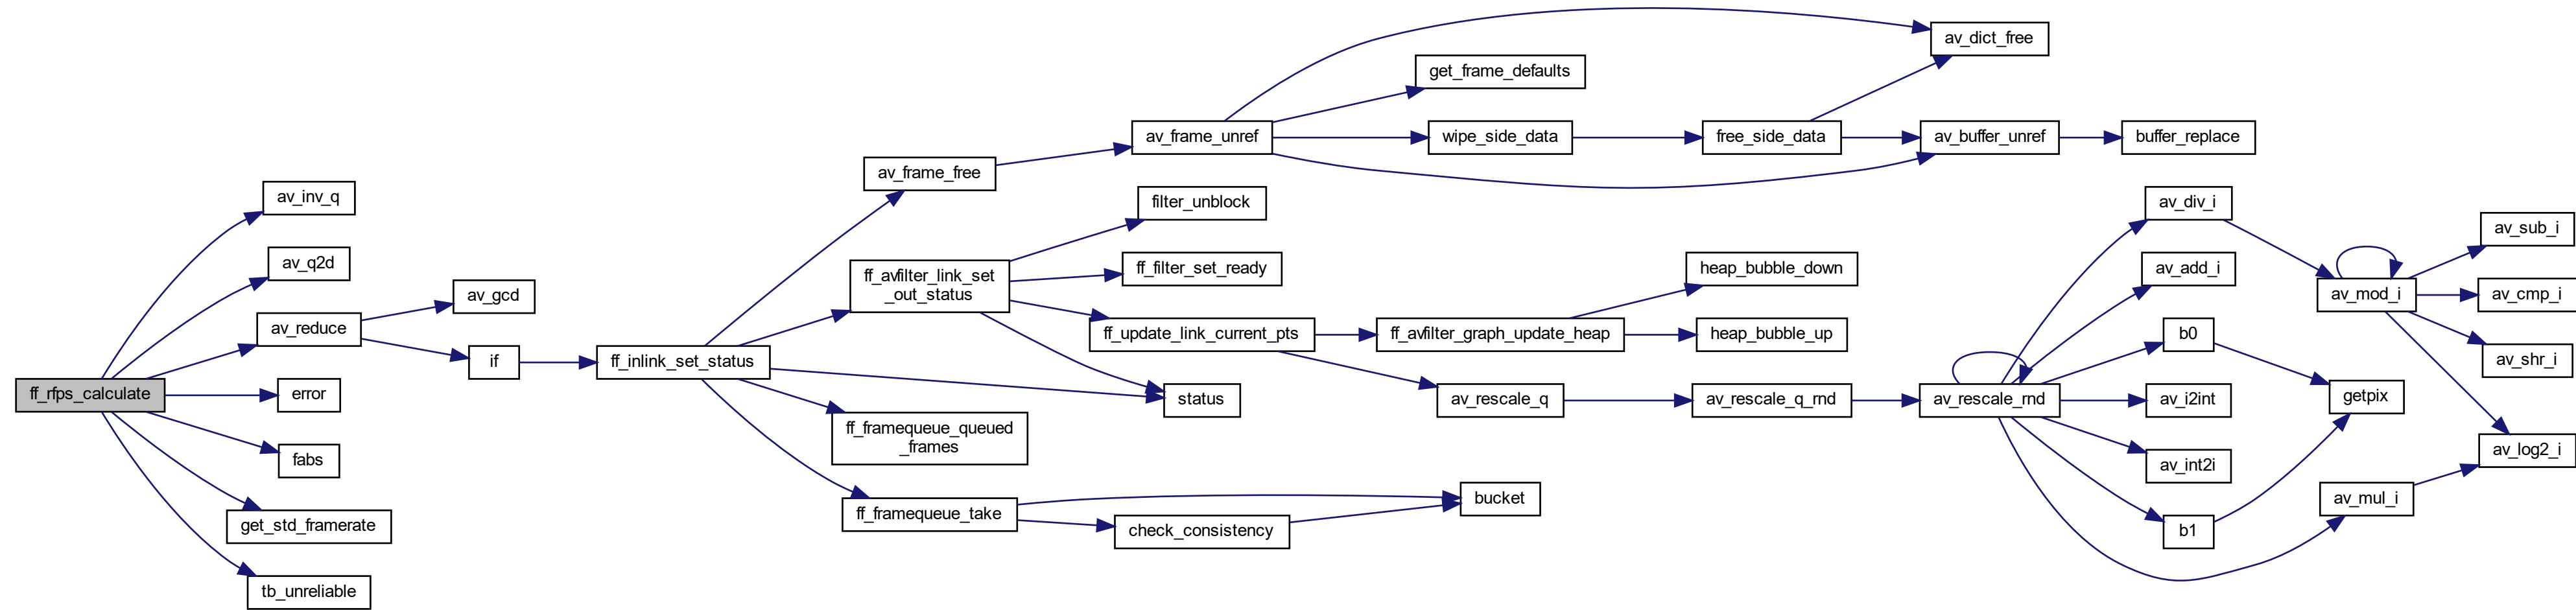 ff_rfps_calculate
av_inv_q
av_q2d
av_reduce
error
fabs
get_std_framerate
tb_unreliable
av_gcd
if
ff_inlink_set_status
av_frame_free
ff_avfilter_link_set
_out_status
ff_framequeue_queued
_frames
ff_framequeue_take
av_frame_unref
filter_unblock
ff_filter_set_ready
ff_update_link_current_pts
status
check_consistency
get_frame_defaults
wipe_side_data
ff_avfilter_graph_update_heap
av_rescale_q
bucket
free_side_data
heap_bubble_down
heap_bubble_up
av_rescale_q_rnd
av_dict_free
av_buffer_unref
av_rescale_rnd
buffer_replace
av_div_i
av_add_i
b0
av_i2int
av_int2i
b1
av_mod_i
getpix
av_mul_i
av_sub_i
av_cmp_i
av_shr_i
av_log2_i